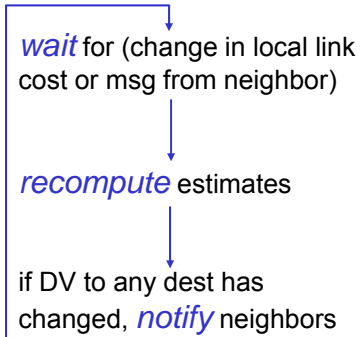 wait for (change in local link
cost or msg from neighbor)
recompute estimates
if DV to any dest has
changed, notify neighbors